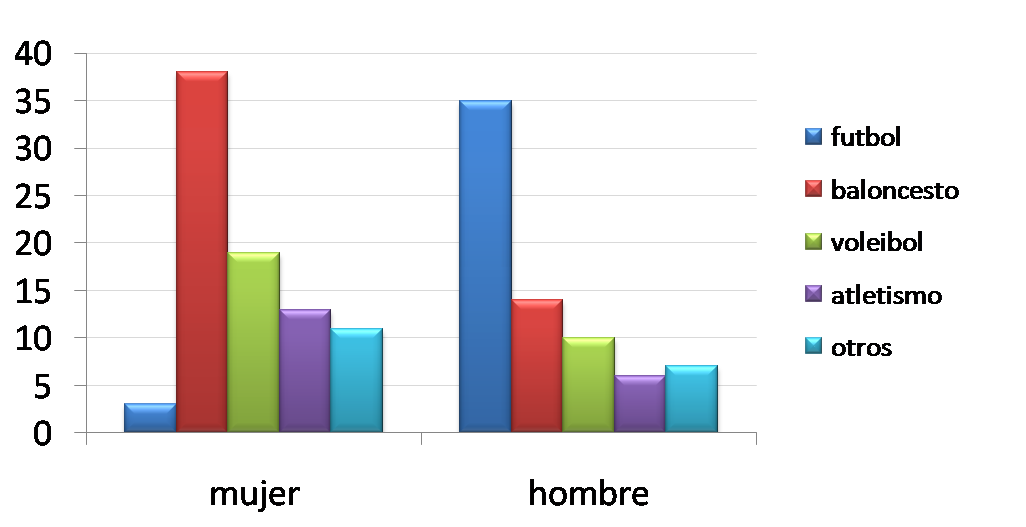 40
35
30
25
20
15
10
5
0
mujer
hombre
futbol
baloncesto
voleibol
atletismo
otros